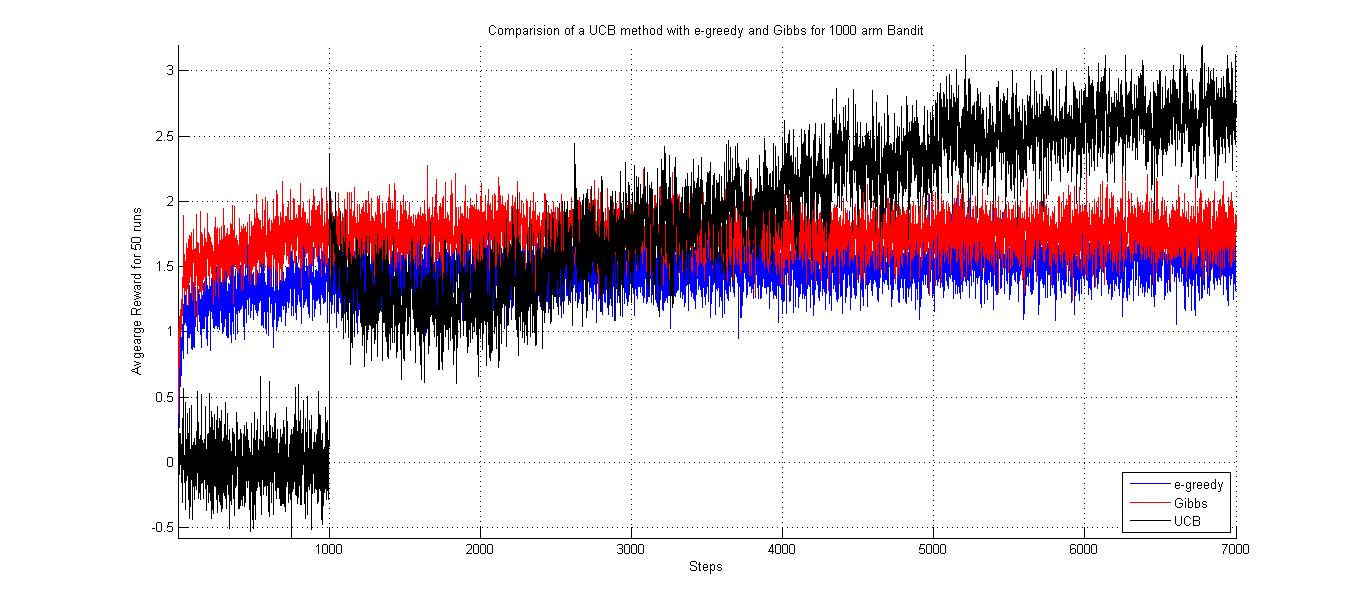 Comparision of a UCB method with e-greedy and Gibbs for 1000 arm Bandit
3
2.5
2
1.5
1
0.5
0
-0.5
Avgearge Reward for 50 runs
1000 2000 3000 4000 5000 6000 7000
Steps
e-greedy
Gibbs
UCB